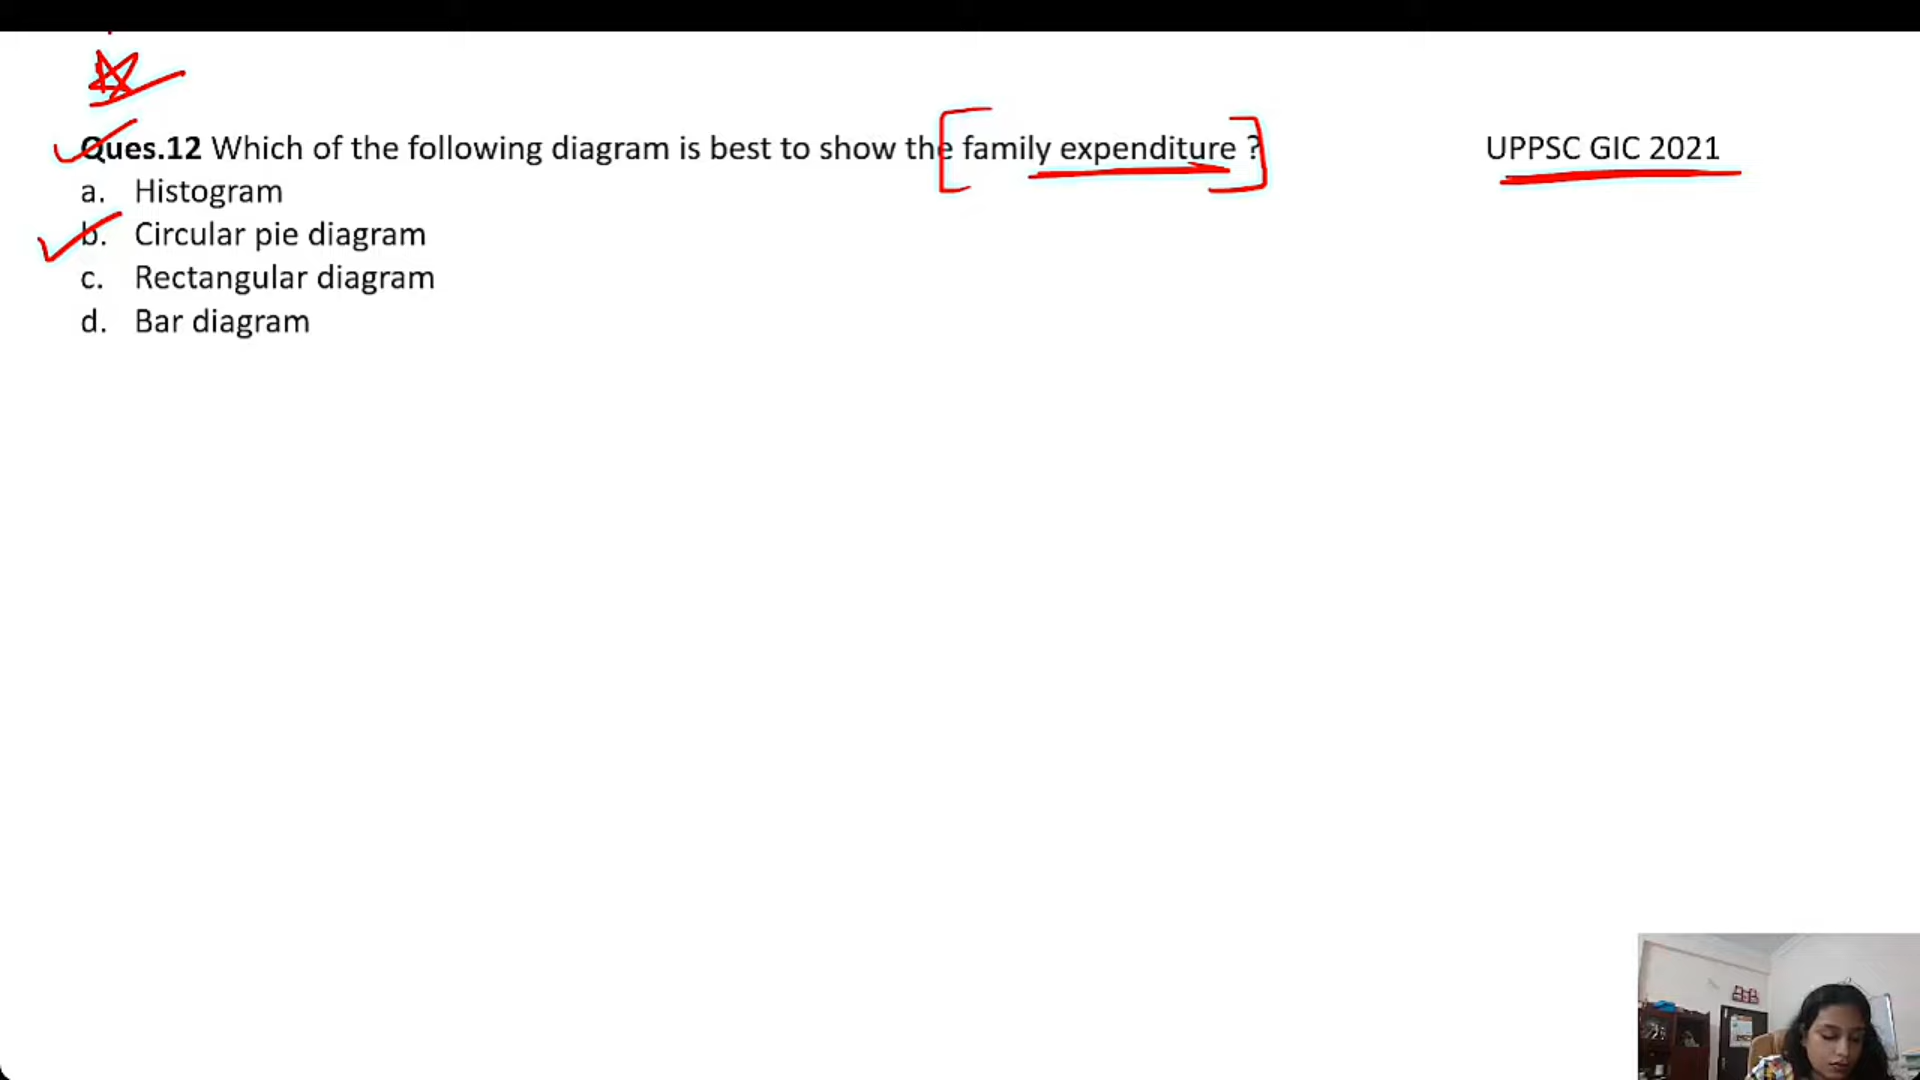 Ques.12 Which of the following diagram is best to show the family expenditure ? UPPSC GIC 2021
a. Histogram
b. Circular pie diagram
c. Rectangular diagram
d. Bar diagram